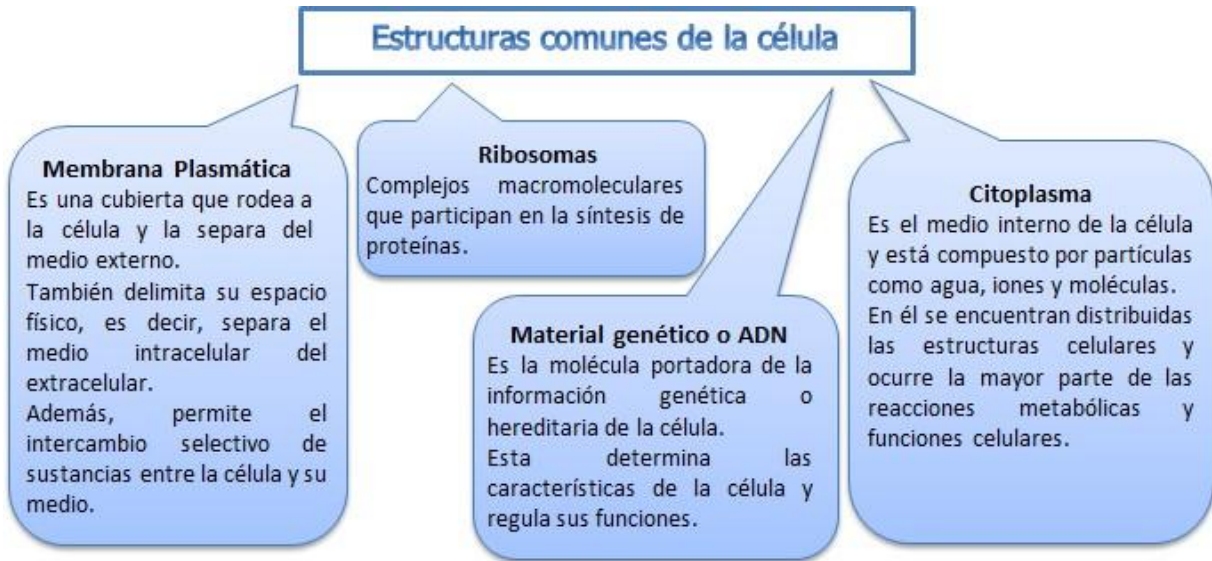 Estructuras comunes de la célula
Membrana Plasmática
Es una cubierta que rodea a
la célula y la separa del
medio externo.
También delimita su espacio
físico, es decir, separa el
medio intracelular del
extracelular.
Además, permite el
intercambio selectivo de
sustancias entre la célula y su
medio.
Ribosomas
Complejos macromoleculares
que participan en la síntesis de
proteínas.
Material genético o ADN
Es la molécula portadora de la
información genética o
hereditaria de la célula.
Esta determina las
características de la célula y
regula sus funciones.
Citoplasma
Es el medio interno de la célula
y está compuesto por partículas
como agua, iones y moléculas.
En él se encuentran distribuidas
las estructuras celulares y
ocurre la mayor parte de las
reacciones metabólicas y
funciones celulares.